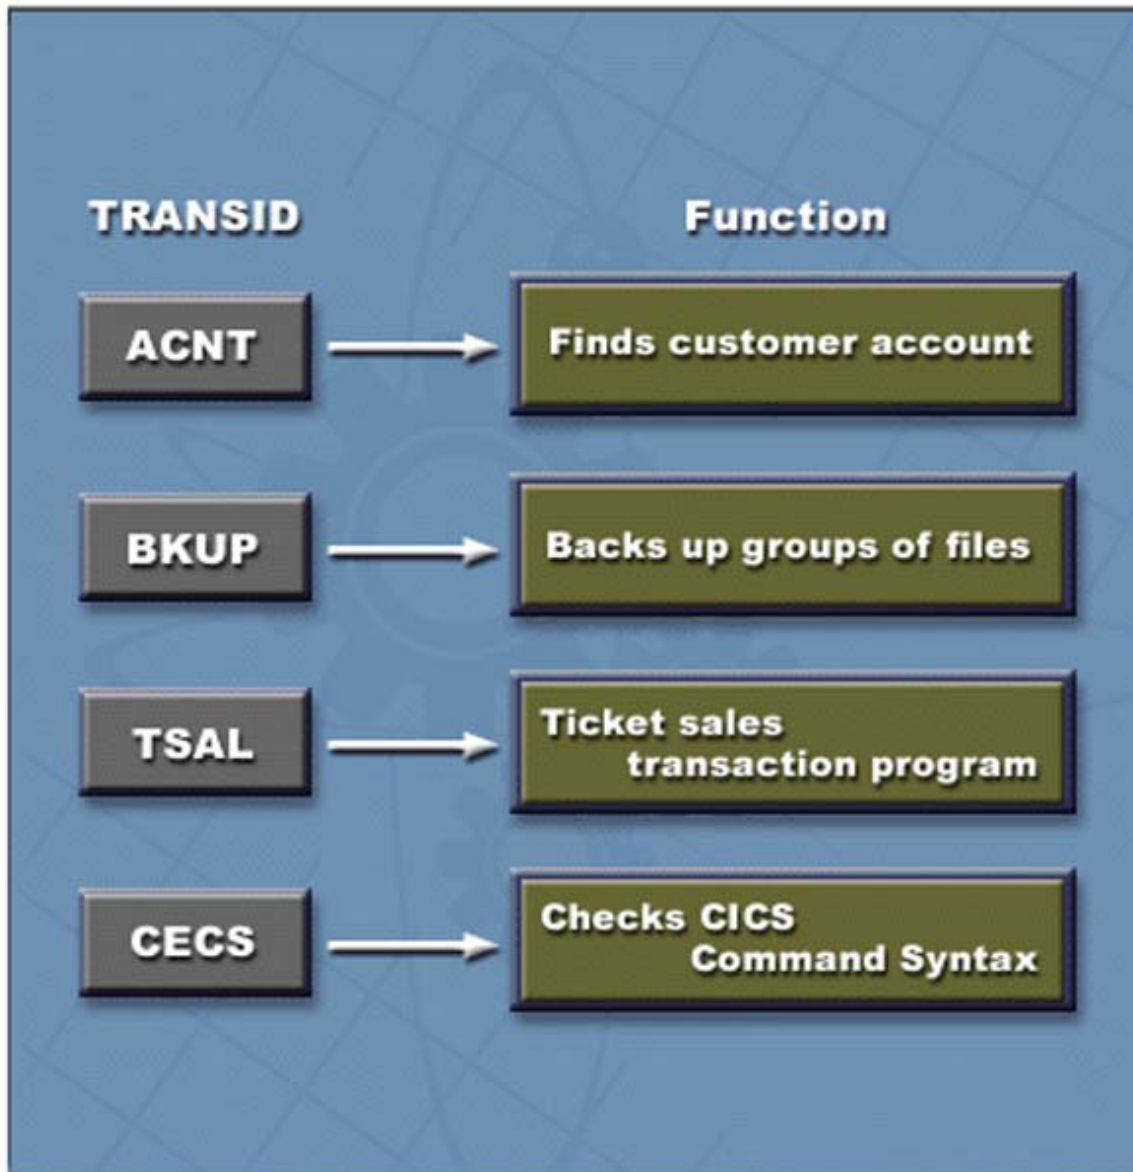 TRANSID Function
ACNT Finds customer account
BKUP Backs up groups of files
TSAL Ticket sales
transaction program
CECS Checks CICS
Command Syntax